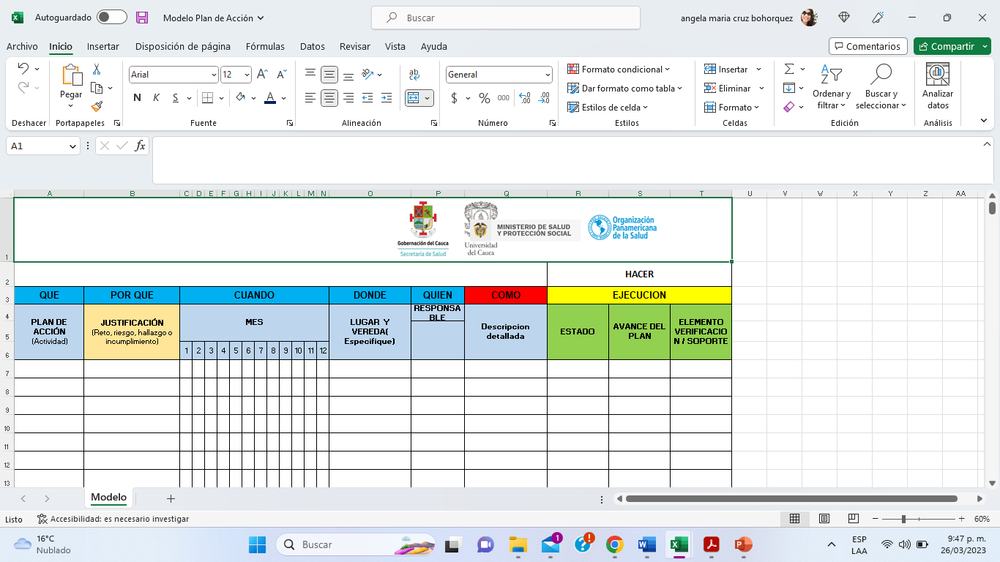 Autoguardado
Modelo Plan de Acción
Buscar
angela maria cruz bohorquez
Archivo Inicio Insertar Disposición de página Fórmulas Datos Revisar Vista Ayuda
Comentarios Compartir
Pegar
Deshacer Portapapeles
Arial 12
N K S
Fuente
ab
Alineación
General
$ % 000
Número
Formato condicional
Dar formato como tabla
Estilos de celda
Estilos
Insertar
Eliminar
Formato
Celdas
Ordenar y
filtrar
Buscar y
seleccionar
Edición
Analizar
datos
Análisis
A1
fx
A B C D E F G H I J K L M N O P Q R S T U V W X Y Z AA
1
Gobernación del Cauca
Secretaría de Salud
Universidad
del Cauca
MINISTERIO DE SALUD
Y PROTECCIÓN SOCIAL
Organización
Panamericana
de la Salud
2 HACER
3 QUE POR QUE CUANDO DONDE QUIEN COMO EJECUCION
4
5
6
PLAN DE
ACCIÓN
(Actividad)
JUSTIFICACIÓN
(Reto, riesgo, hallazgo o
incumplimiento)
MES
1 2 3 4 5 6 7 8 9 10 11 12
LUGAR Y
VEREDA(
Especifique)
RESPONSA
BLE
Descripcion
detallada
ESTADO
AVANCE DEL
PLAN
ELEMENTO
VERIFICACIO
N / SOPORTE
7
8
9
10
11
12
13
Modelo
Listo
Accesibilidad: es necesario investigar
60%
16°C
Nublado
Buscar
1
ESP
LAA
9:47 p. m.
26/03/2023